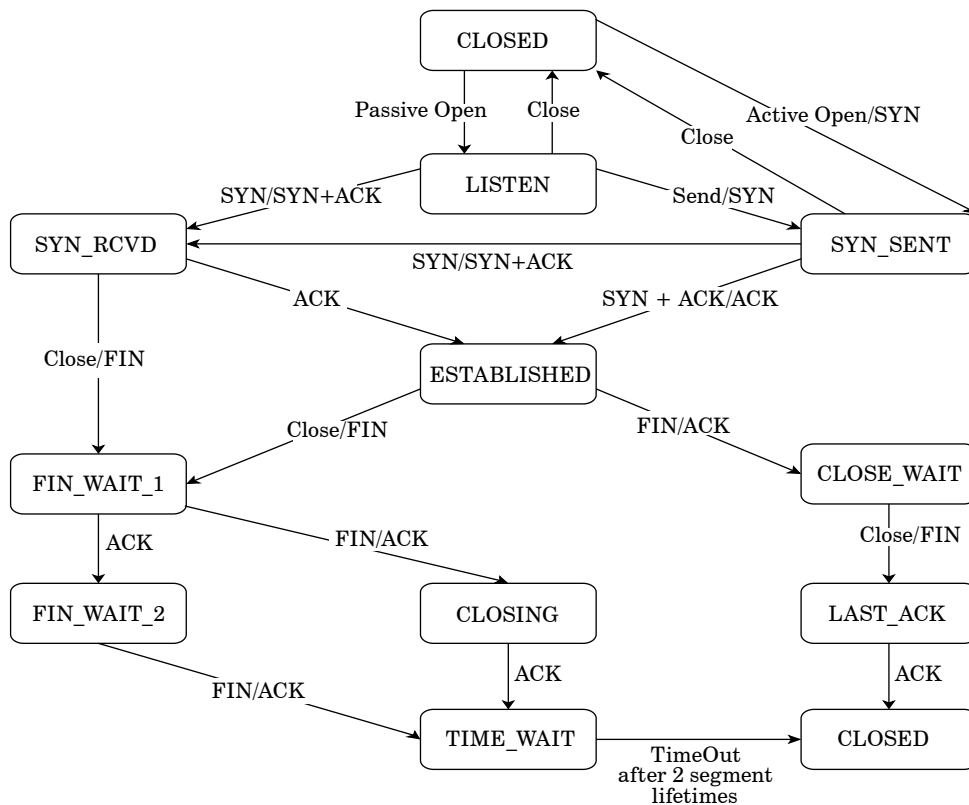 CLOSED
Passive Open
Close
Active Open/SYN
Close
LISTEN
SYN/SYN+ACK
Send/SYN
SYN_RCVD
SYN_SENT
SYN/SYN+ACK
ACK
SYN + ACK/ACK
Close/FIN
ESTABLISHED
Close/FIN
FIN/ACK
FIN_WAIT_1
CLOSE_WAIT
ACK
FIN/ACK
Close/FIN
FIN_WAIT_2
CLOSING
LAST_ACK
FIN/ACK
ACK
ACK
TIME_WAIT
CLOSED
TimeOut
after 2 segment
lifetimes